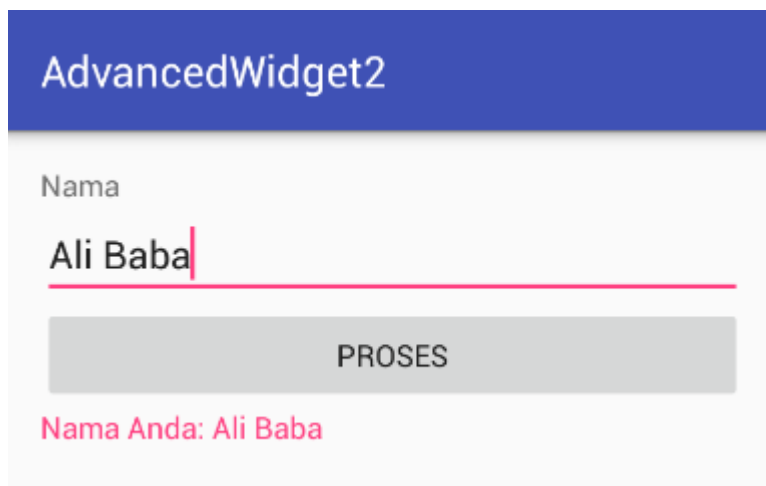 AdvancedWidget2
Nama
Ali Baba
PROSES
Nama Anda: Ali Baba